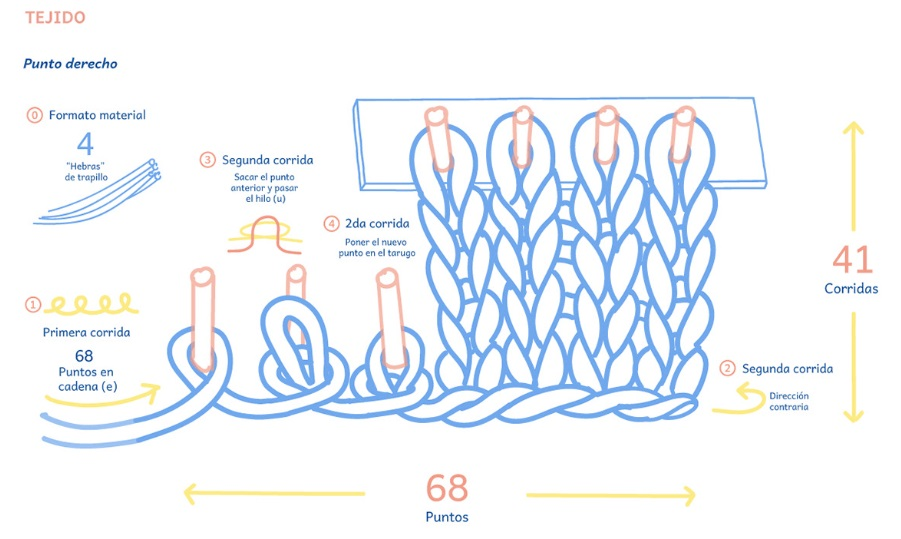 TEJIDO
Punto derecho
0 Formato material
4
"Hebras"
de trapillo
3 Segunda corrida
Sacar el punto
anterior y pasar
el hilo (u)
4 2da corrida
Poner el nuevo
punto en el tarugo
1
Primera corrida
68
Puntos en
cadena (e)
41
Corridas
2 Segunda corrida
Dirección
contraria
68
Puntos